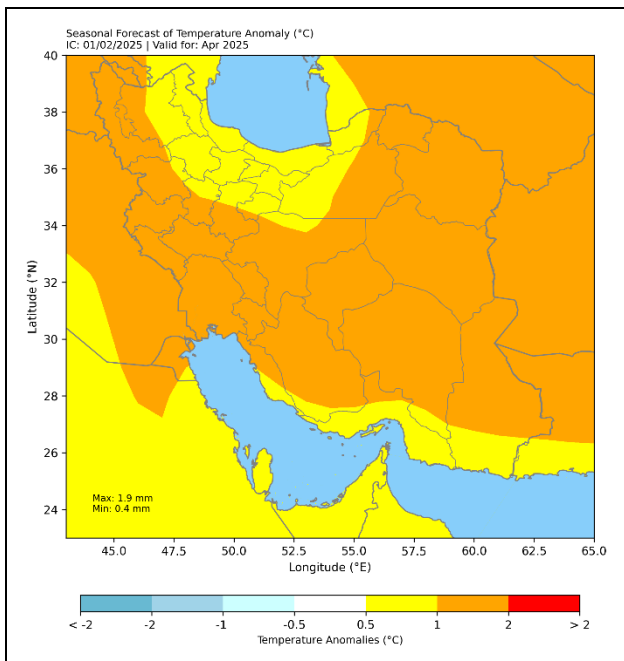 Seasonal Forecast of Temperature Anomaly (°C)
IC: 01/02/2025 | Valid for: Apr 2025
40
38
36
34
32
30
28
26
24
Latitude (°N)
Max: 1.9 mm
Min: 0.4 mm
45.0 47.5 50.0 52.5 55.0 57.5 60.0 62.5 65.0
Longitude (°E)
< -2 -2 -1 -0.5 0.5 1 2 > 2
Temperature Anomalies (°C)